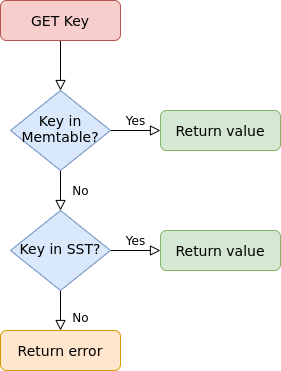 GET Key
Key in
Memtable?
Yes
Return value
No
Key in SST?
Yes
Return value
No
Return error